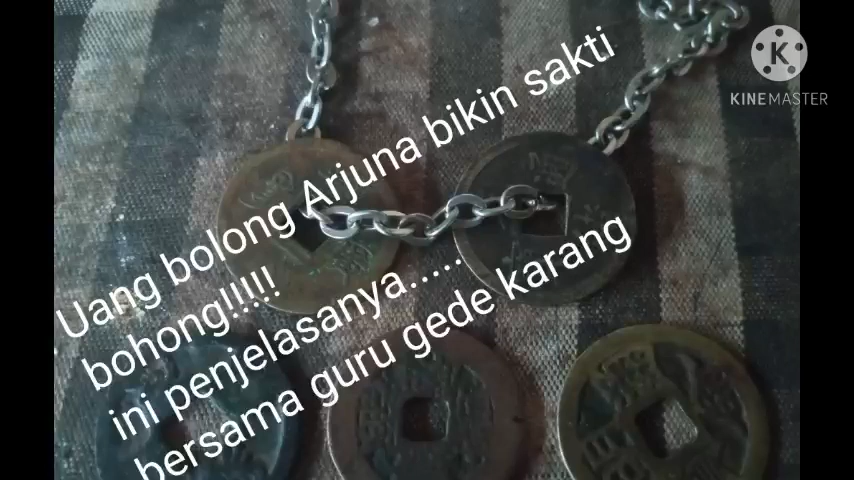 Uang bolong Arjuna bikin sakti
bohong!!!!!
ini penjelasanya.....
bersama guru gede karang
K
KINEMASTER